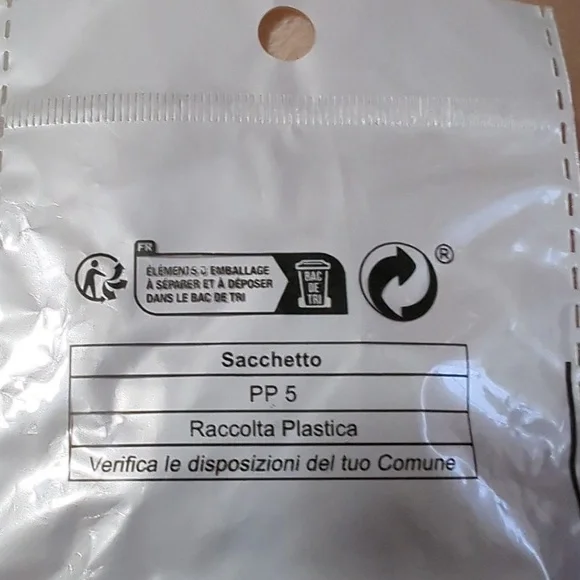 FR
ÉLÉMENTS D'EMBALLAGE
À SÉPARER ET À DÉPOSER
DANS LE BAC DE TRI
BAC
DE
TRI
®
Sacchetto
PP 5
Raccolta Plastica
Verifica le disposizioni del tuo Comune